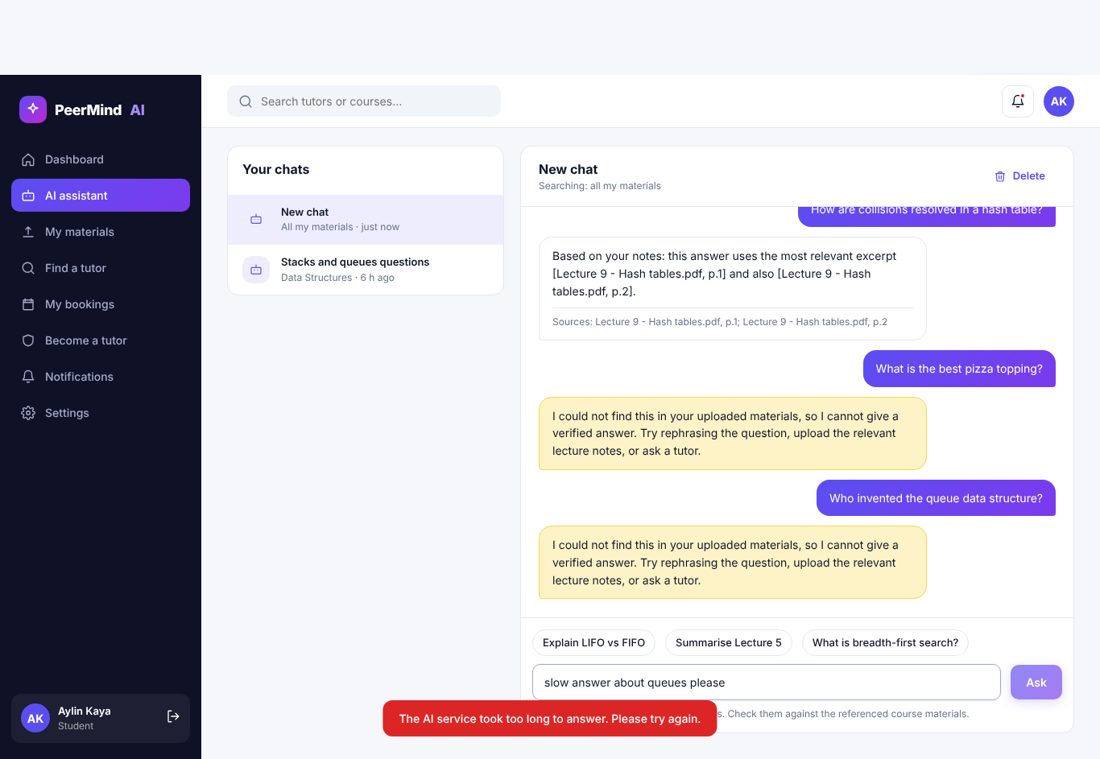 PeerMind AI
Dashboard
AI assistant
My materials
Find a tutor
My bookings
Become a tutor
Notifications
Settings
AK
Aylin Kaya
Student
Search tutors or courses...
AK
Your chats
New chat
All my materials · just now
Stacks and queues questions
Data Structures · 6 h ago
New chat
Searching: all my materials
Delete
How are collisions resolved in a hash table?
Based on your notes: this answer uses the most relevant excerpt
[Lecture 9 - Hash tables.pdf, p.1] and also [Lecture 9 - Hash
tables.pdf, p.2].
Sources: Lecture 9 - Hash tables.pdf, p.1; Lecture 9 - Hash tables.pdf, p.2
What is the best pizza topping?
I could not find this in your uploaded materials, so I cannot give a
verified answer. Try rephrasing the question, upload the relevant
lecture notes, or ask a tutor.
Who invented the queue data structure?
I could not find this in your uploaded materials, so I cannot give a
verified answer. Try rephrasing the question, upload the relevant
lecture notes, or ask a tutor.
Explain LIFO vs FIFO
Summarise Lecture 5
What is breadth-first search?
slow answer about queues please
Ask
s. Check them against the referenced course materials.
The AI service took too long to answer. Please try again.